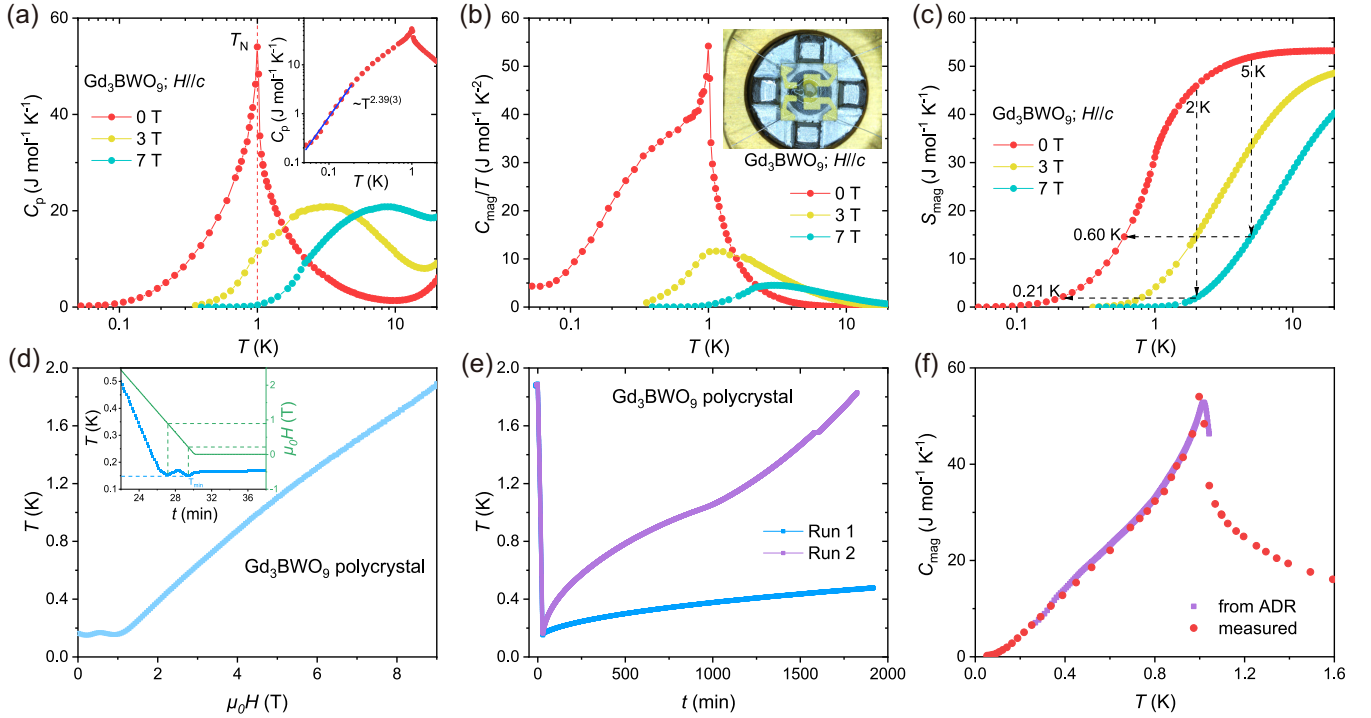 (a)
60
50
40
30
20
10
0
C_p (J mol⁻¹ K⁻¹)
T_N
Gd₃BWO₉; H//c
0 T
3 T
7 T
0.1
1
10
T (K)
10
1
0.1
C_p (J mol⁻¹ K⁻¹)
~T^2.39(3)
0.1
1
T (K)
(b)
60
50
40
30
20
10
0
C_mag/T (J mol⁻¹ K⁻²)
Gd₃BWO₉; H//c
0 T
3 T
7 T
0.1
1
10
T (K)
(c)
60
50
40
30
20
10
0
S_mag (J mol⁻¹ K⁻¹)
5 K
2 K
Gd₃BWO₉; H//c
0 T
3 T
7 T
0.60 K
0.21 K
0.1
1
10
T (K)
(d)
2.0
1.6
1.2
0.8
0.4
0.0
T (K)
0.5
0.4
0.3
0.2
0.1
T (K)
2
1
0
-1
μ₀H (T)
T_min
24
28
32
36
t (min)
Gd₃BWO₉ polycrystal
0
2
4
6
8
μ₀H (T)
(e)
2.0
1.6
1.2
0.8
0.4
0.0
T (K)
Gd₃BWO₉ polycrystal
Run 1
Run 2
0
500
1000
1500
2000
t (min)
(f)
60
40
20
0
C_mag (J mol⁻¹ K⁻¹)
from ADR
measured
0.0
0.4
0.8
1.2
1.6
T (K)